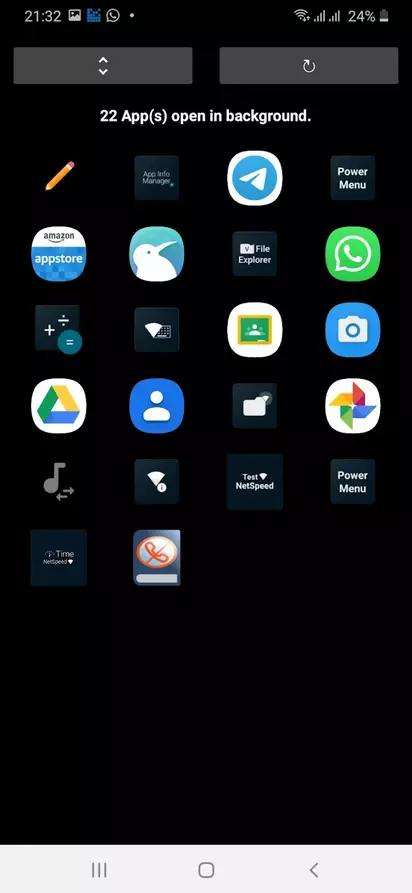 21:32
24%
22 App(s) open in background.
App Info
Manager
Power
Menu
amazon
appstore
V File
Explorer
+ ÷
=
Test
NetSpeed
Power
Menu
Time
NetSpeed